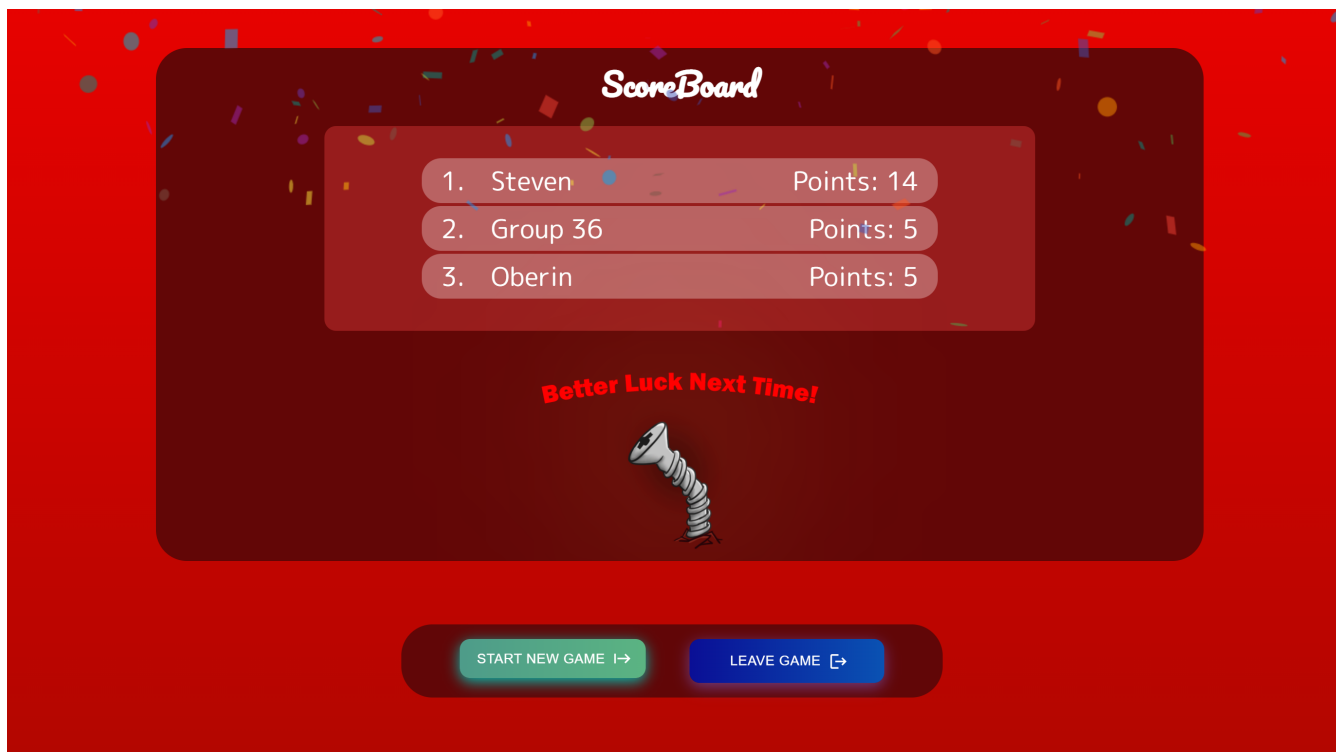 ScoreBoard
1. Steven Points: 14
2. Group 36 Points: 5
3. Oberin Points: 5
Better Luck Next Time!
START NEW GAME
LEAVE GAME